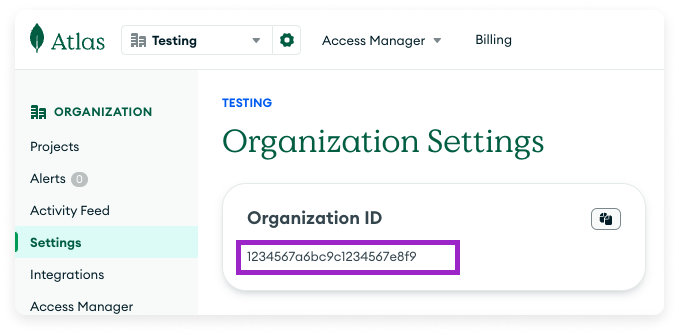 Atlas
Testing
Access Manager
Billing
ORGANIZATION
Projects
Alerts 0
Activity Feed
Settings
Integrations
Access Manager
TESTING
Organization Settings
Organization ID
1234567a6bc9c1234567e8f9